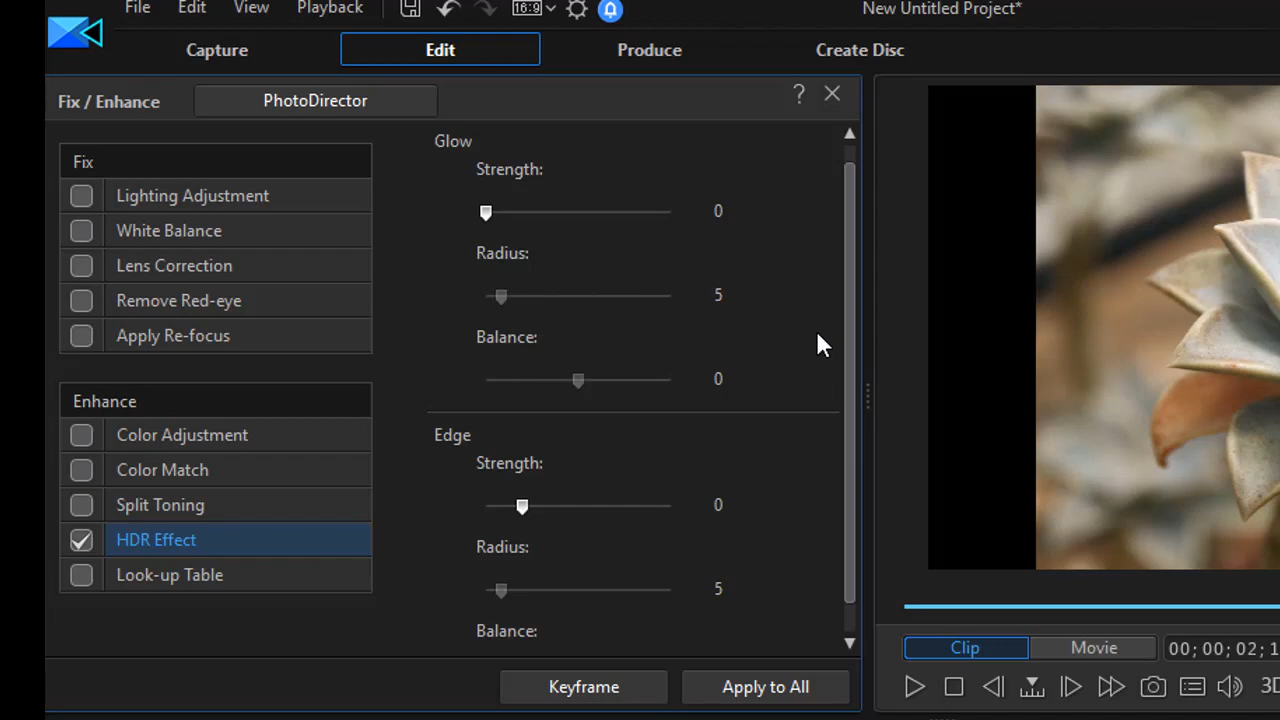 File Edit View Playback 16:9 New Untitled Project*
Capture Edit Produce Create Disc
Fix / Enhance PhotoDirector ?
Fix
Lighting Adjustment
White Balance
Lens Correction
Remove Red-eye
Apply Re-focus
Enhance
Color Adjustment
Color Match
Split Toning
HDR Effect
Look-up Table
Glow
Strength:
0
Radius:
5
Balance:
0
Edge
Strength:
0
Radius:
5
Balance:
Keyframe Apply to All
Clip Movie 00; 00; 02; 1
3D